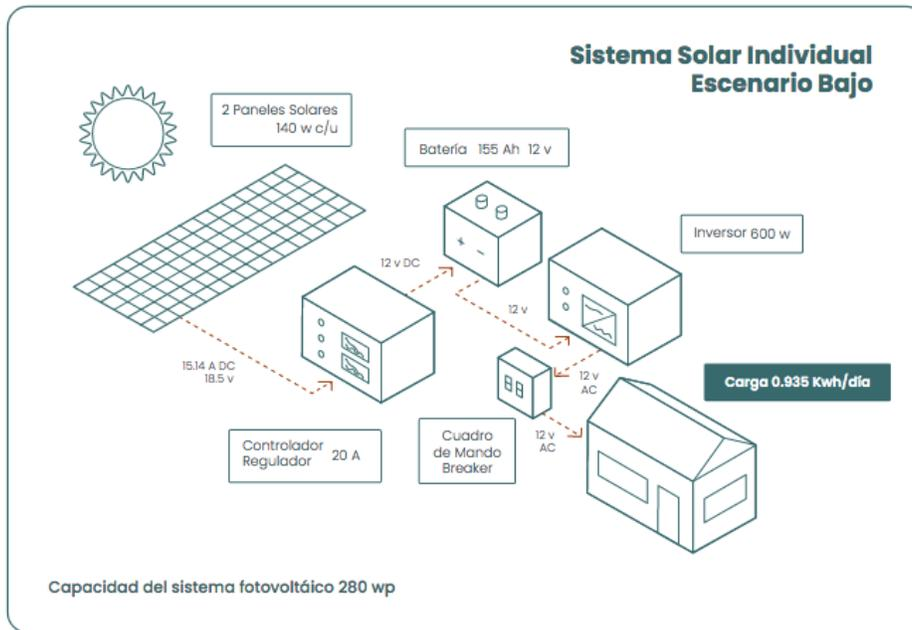 Sistema Solar Individual
Escenario Bajo
2 Paneles Solares
140 w c/u
Batería 155 Ah 12 v
Inversor 600 w
12 v DC
12 v
15.14 A DC
18.5 v
12 v
AC
Carga 0.935 Kwh/día
Controlador
Regulador 20 A
Cuadro
de Mando
Breaker
12 v
AC
Capacidad del sistema fotovoltáico 280 wp